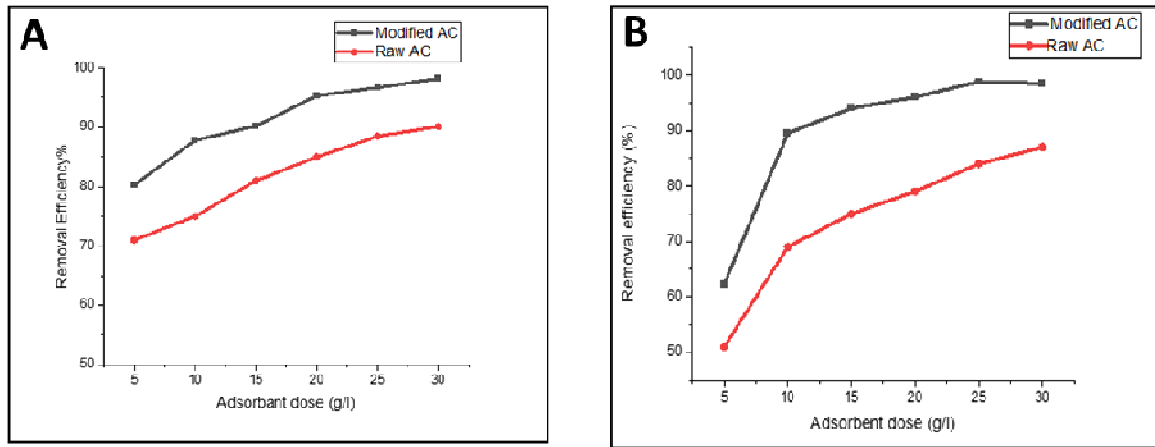 A
Modified AC
Raw AC
Removal Efficiency%
100
90
80
70
60
50
5 10 15 20 25 30
Adsorbant dose (g/l)
B
Modified AC
Raw AC
Removal efficiency (%)
100
90
80
70
60
50
5 10 15 20 25 30
Adsorbent dose (g/l)